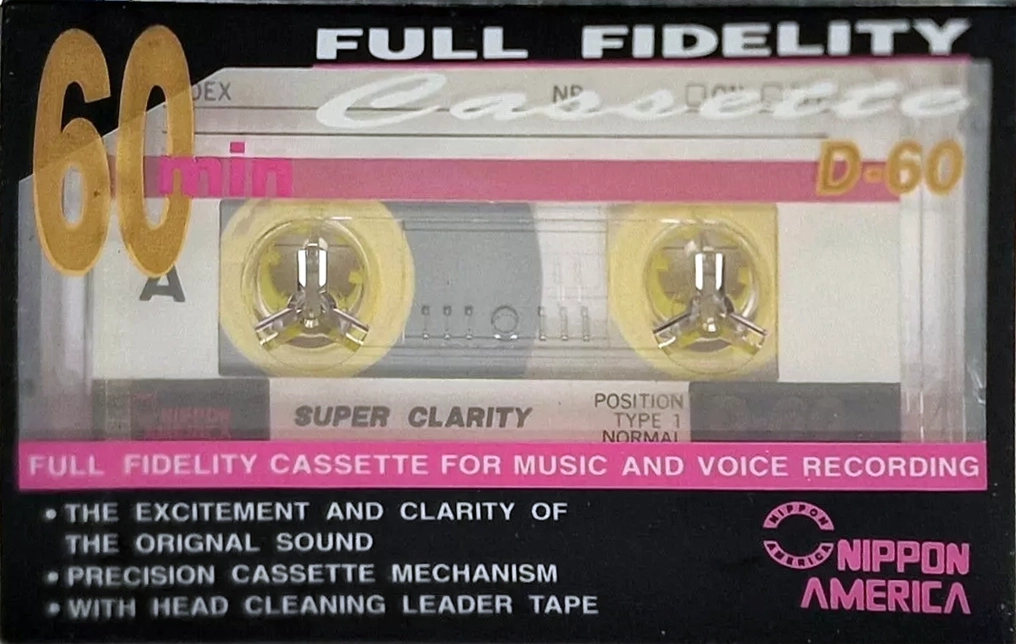 60
min
FULL FIDELITY
Cassette
NR
D-60
A
SUPER CLARITY
POSITION
TYPE 1
NORMAL
NIPPON
FULL FIDELITY CASSETTE FOR MUSIC AND VOICE RECORDING
• THE EXCITEMENT AND CLARITY OF
THE ORIGNAL SOUND
• PRECISION CASSETTE MECHANISM
• WITH HEAD CLEANING LEADER TAPE
NIPPON
AMERICA
NIPPON
AMERICA